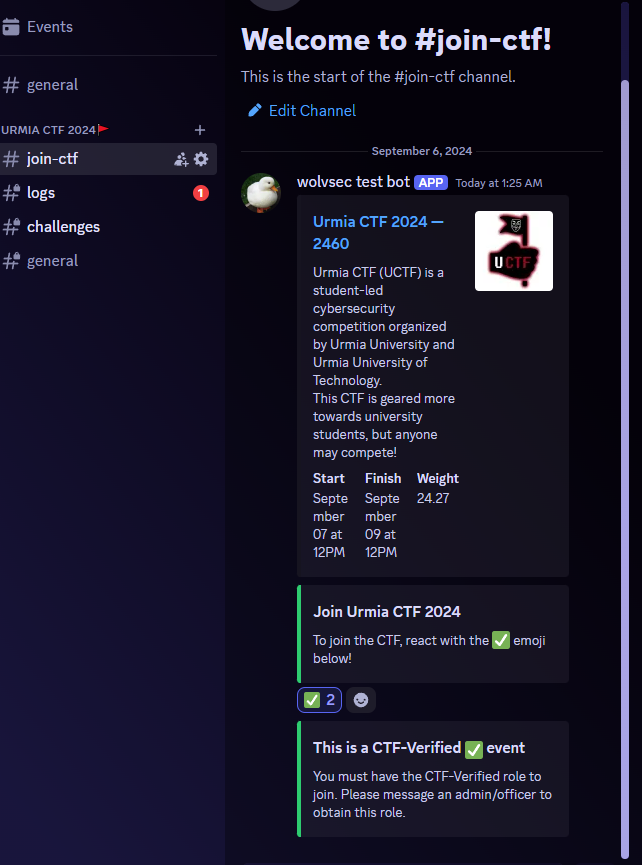 Events
general
URMIA CTF 2024
join-ctf
logs
1
challenges
general
Welcome to #join-ctf!
This is the start of the #join-ctf channel.
Edit Channel
September 6, 2024
wolvsec test bot APP Today at 1:25 AM
Urmia CTF 2024 —
2460
UCTF
Urmia CTF (UCTF) is a
student-led
cybersecurity
competition organized
by Urmia University and
Urmia University of
Technology.
This CTF is geared more
towards university
students, but anyone
may compete!
Start Finish Weight
Septe Septe 24.27
mber mber
07 at 09 at
12PM 12PM
Join Urmia CTF 2024
To join the CTF, react with the ✅ emoji
below!
✅ 2
This is a CTF-Verified ✅ event
You must have the CTF-Verified role to
join. Please message an admin/officer to
obtain this role.